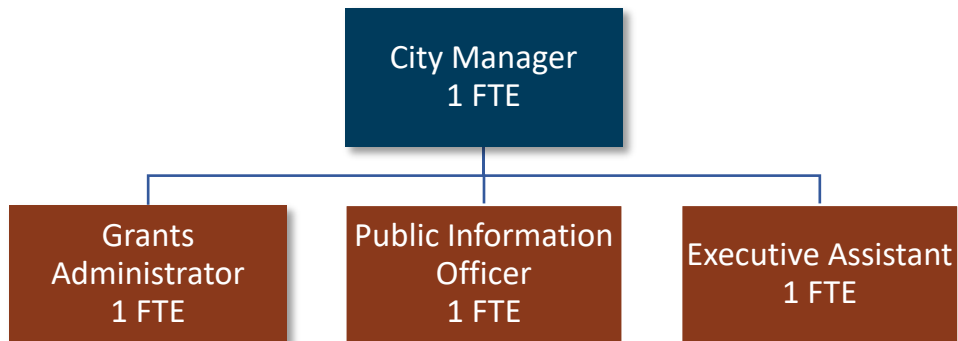 City Manager
1 FTE
Grants
Administrator
1 FTE
Public Information
Officer
1 FTE
Executive Assistant
1 FTE